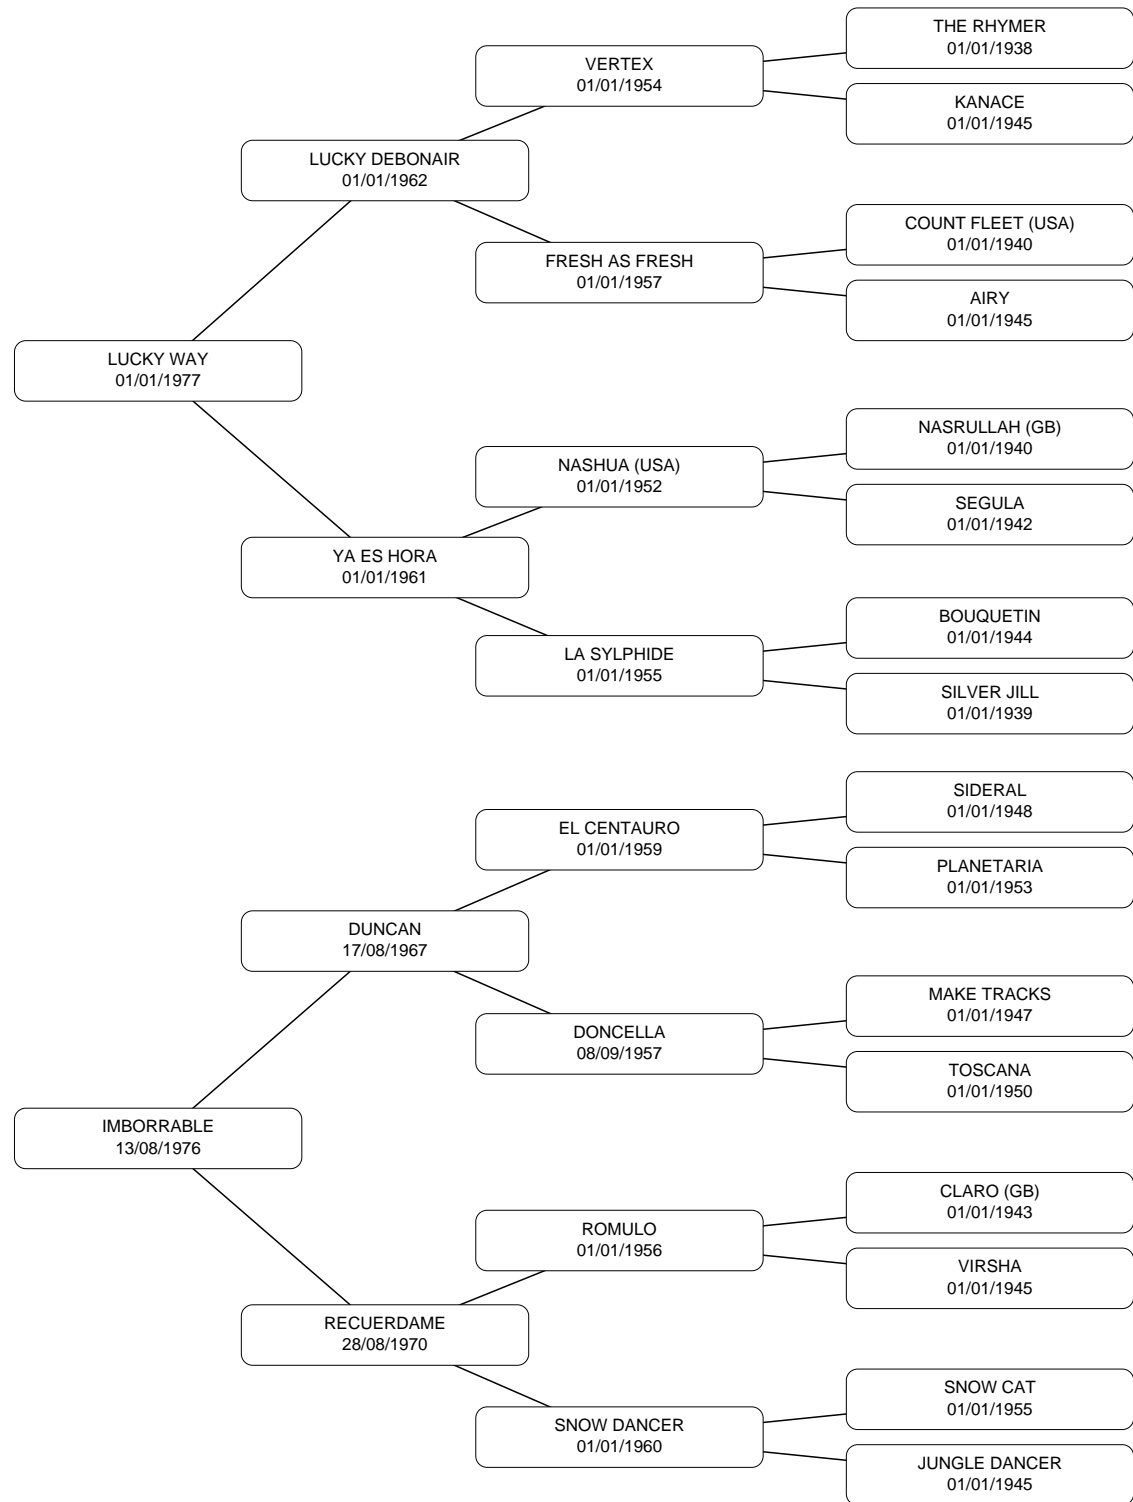 THE RHYMER
01/01/1938
VERTEX
01/01/1954
KANACE
01/01/1945
LUCKY DEBONAIR
01/01/1962
COUNT FLEET (USA)
01/01/1940
FRESH AS FRESH
01/01/1957
AIRY
01/01/1945
LUCKY WAY
01/01/1977
NASRULLAH (GB)
01/01/1940
NASHUA (USA)
01/01/1952
SEGULA
01/01/1942
YA ES HORA
01/01/1961
BOUQUETIN
01/01/1944
LA SYLPHIDE
01/01/1955
SILVER JILL
01/01/1939
SIDERAL
01/01/1948
EL CENTAURO
01/01/1959
PLANETARIA
01/01/1953
DUNCAN
17/08/1967
MAKE TRACKS
01/01/1947
DONCELLA
08/09/1957
TOSCANA
01/01/1950
IMBORRABLE
13/08/1976
CLARO (GB)
01/01/1943
ROMULO
01/01/1956
VIRSHA
01/01/1945
RECUERDAME
28/08/1970
SNOW CAT
01/01/1955
SNOW DANCER
01/01/1960
JUNGLE DANCER
01/01/1945